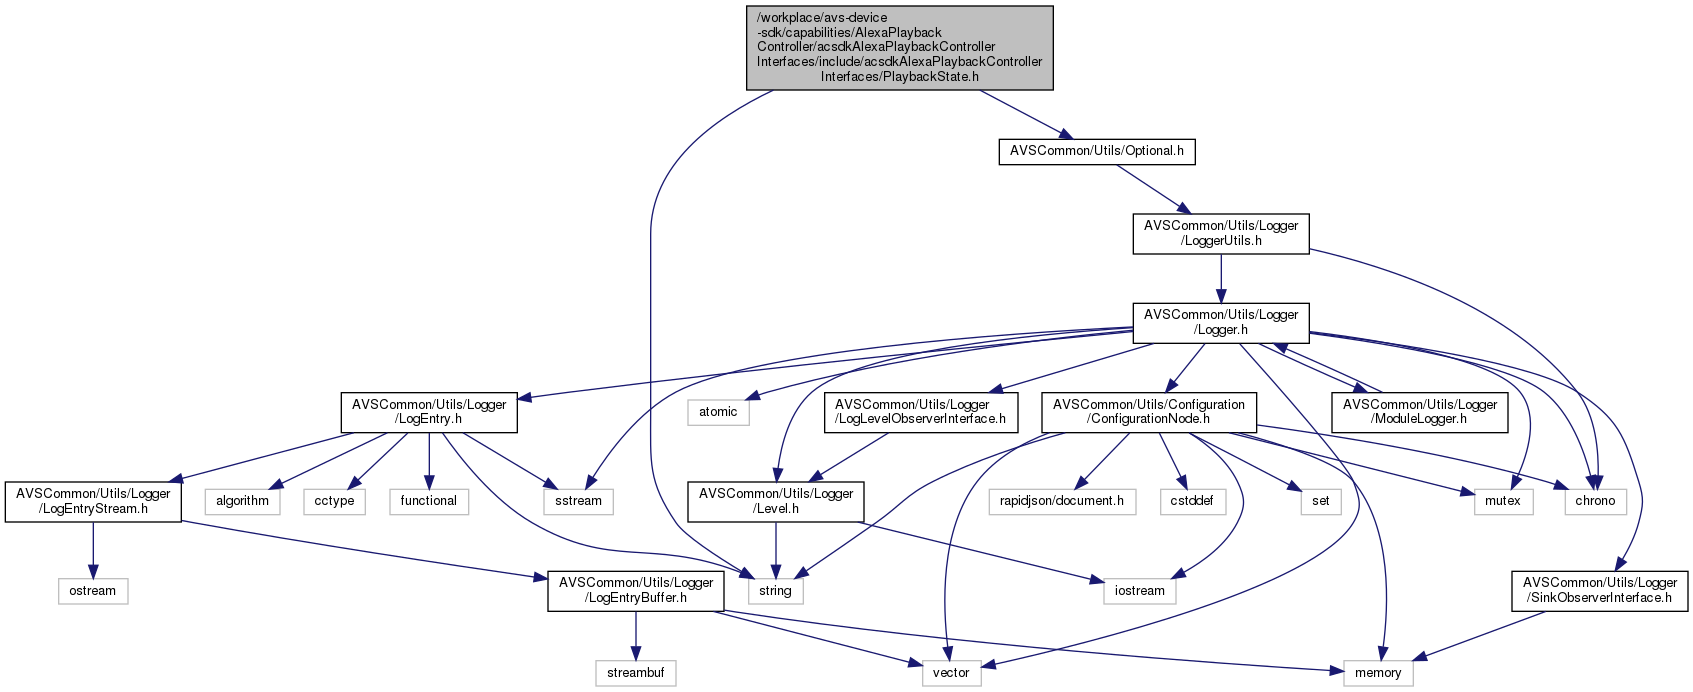 /workplace/avs-device
-sdk/capabilities/AlexaPlayback
Controller/acsdkAlexaPlaybackController
Interfaces/include/acsdkAlexaPlaybackController
Interfaces/PlaybackState.h
AVSCommon/Utils/Optional.h
AVSCommon/Utils/Logger
/LoggerUtils.h
AVSCommon/Utils/Logger
/Logger.h
AVSCommon/Utils/Logger
/LogEntry.h
atomic
AVSCommon/Utils/Logger
/LogLevelObserverInterface.h
AVSCommon/Utils/Configuration
/ConfigurationNode.h
AVSCommon/Utils/Logger
/ModuleLogger.h
AVSCommon/Utils/Logger
/LogEntryStream.h
algorithm
cctype
functional
sstream
AVSCommon/Utils/Logger
/Level.h
rapidjson/document.h
cstddef
set
mutex
chrono
ostream
AVSCommon/Utils/Logger
/LogEntryBuffer.h
string
iostream
AVSCommon/Utils/Logger
/SinkObserverInterface.h
streambuf
vector
memory